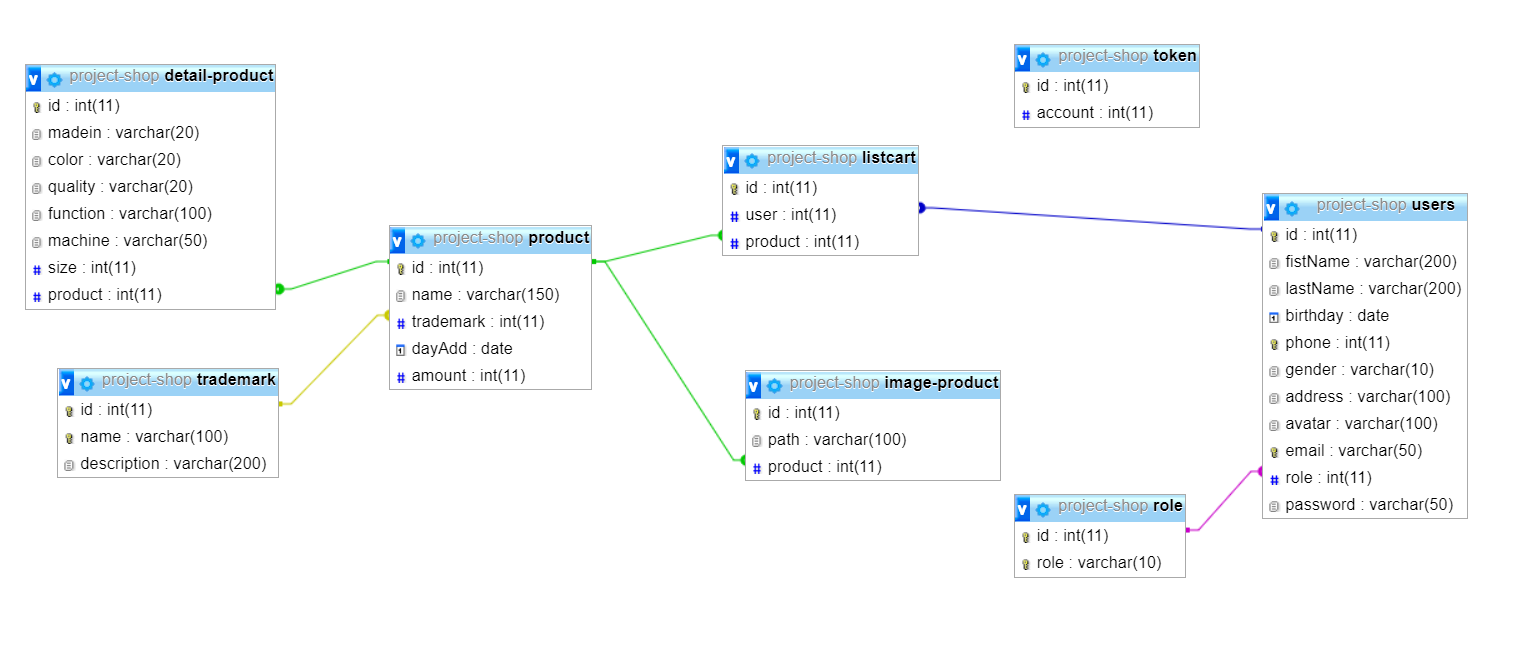 project-shop detail-product
id : int(11)
madein : varchar(20)
color : varchar(20)
quality : varchar(20)
function : varchar(100)
machine : varchar(50)
size : int(11)
product : int(11)
project-shop trademark
id : int(11)
name : varchar(100)
description : varchar(200)
project-shop product
id : int(11)
name : varchar(150)
trademark : int(11)
dayAdd : date
amount : int(11)
project-shop listcart
id : int(11)
user : int(11)
product : int(11)
project-shop image-product
id : int(11)
path : varchar(100)
product : int(11)
project-shop token
id : int(11)
account : int(11)
project-shop role
id : int(11)
role : varchar(10)
project-shop users
id : int(11)
fistName : varchar(200)
lastName : varchar(200)
birthday : date
phone : int(11)
gender : varchar(10)
address : varchar(100)
avatar : varchar(100)
email : varchar(50)
role : int(11)
password : varchar(50)